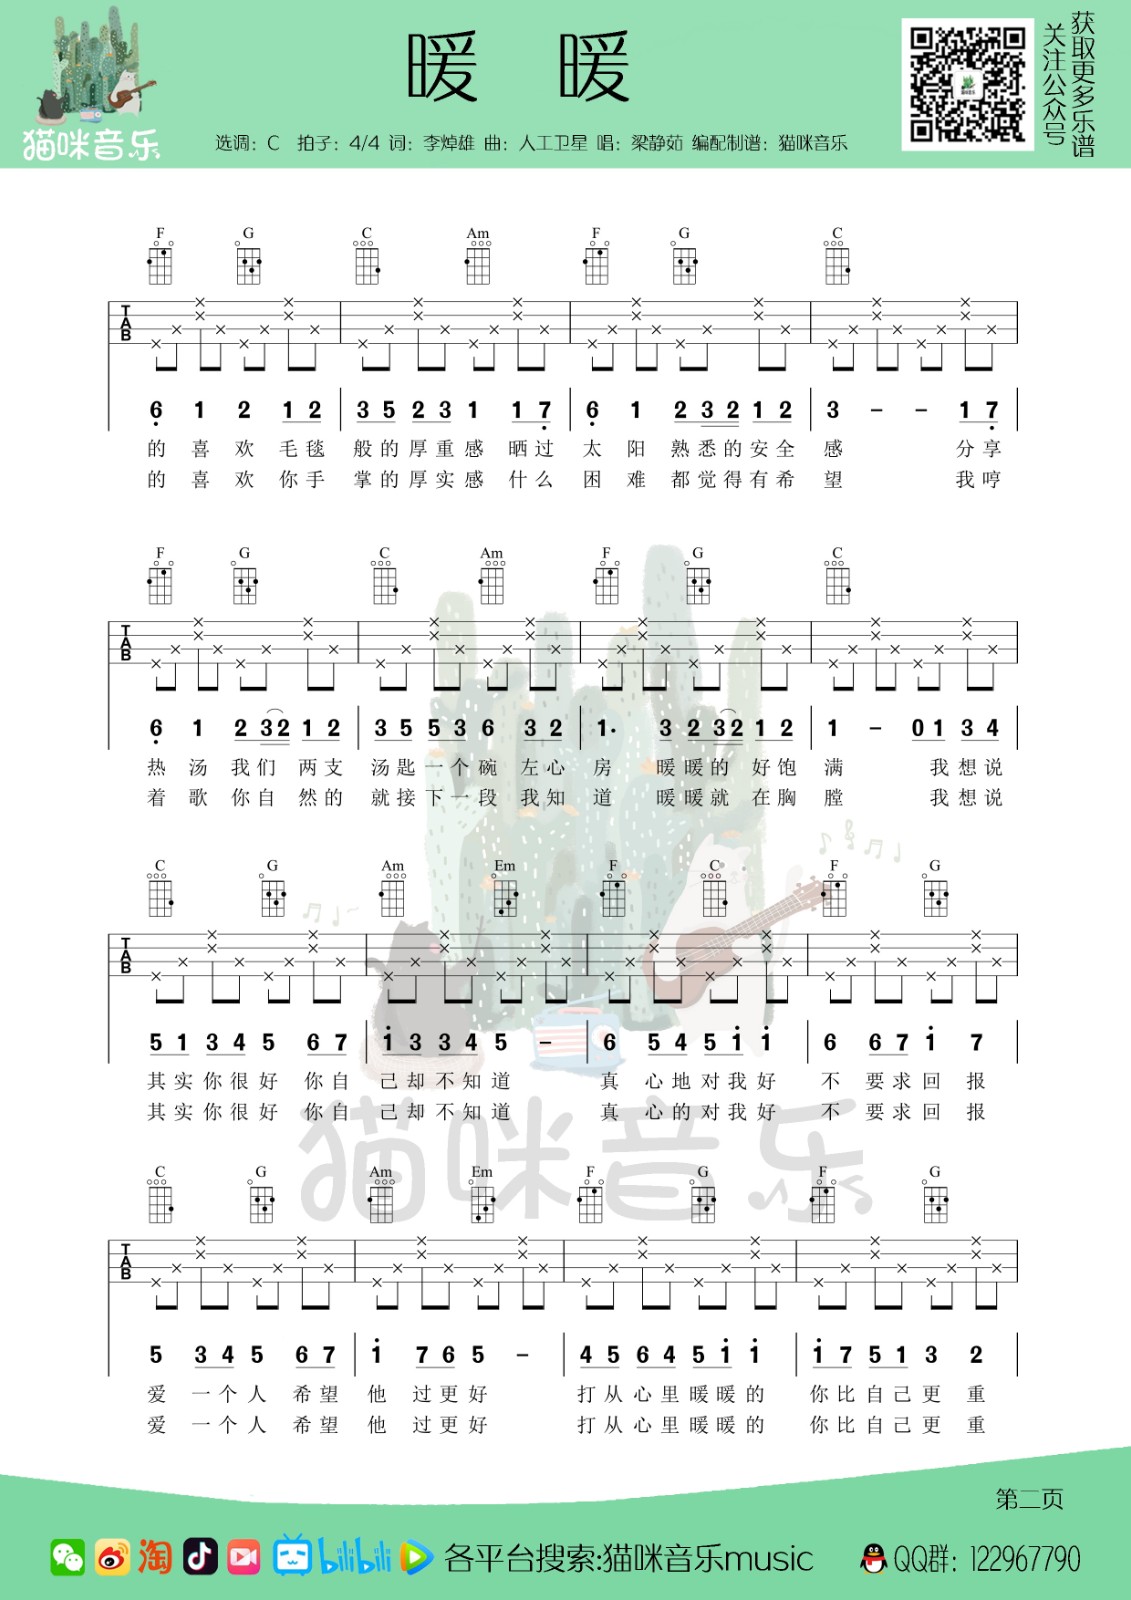 猫咪音乐
暖 暖
选调：C 拍子：4/4 词：李焯雄 曲：人工卫星 唱：梁静茹 编配制谱：猫咪音乐
关注公众号
获取更多乐谱
F G C Am F G C
TAB
6 1 2 1 2 | 3 5 2 3 1 1 7 | 6 1 2 3 2 1 2 | 3 - - 1 7
的 喜 欢 毛 毯 般 的 厚 重 感 晒 过 太 阳 熟 悉 的 安 全 感 分 享
的 喜 欢 你 手 掌 的 厚 实 感 什 么 困 难 都 觉 得 有 希 望 我 哼
F G C Am F G C
TAB
6 1 2 3 2 1 2 | 3 5 5 3 6 3 2 | 1· 3 2 3 2 1 2 | 1 - 0 1 3 4
热 汤 我 们 两 支 汤 匙 一 个 碗 左 心 房 暖 暖 的 好 饱 满 我 想 说
着 歌 你 自 然 的 就 接 下 一 段 我 知 道 暖 暖 就 在 胸 膛 我 想 说
C G Am Em F C F G
TAB
5 1 3 4 5 6 7 | 1 3 3 4 5 - | 6 5 4 5 1 1 | 6 6 7 1 7
其 实 你 很 好 你 自 己 却 不 知 道 真 心 地 对 我 好 不 要 求 回 报
其 实 你 很 好 你 自 己 却 不 知 道 真 心 的 对 我 好 不 要 求 回 报
猫咪音乐
C G Am Em F G F G
TAB
5 3 4 5 6 7 | 1 7 6 5 - | 4 5 6 4 5 1 1 | 1 7 5 1 3 2
爱 一 个 人 希 望 他 过 更 好 打 从 心 里 暖 暖 的 你 比 自 己 更 重
爱 一 个 人 希 望 他 过 更 好 打 从 心 里 暖 暖 的 你 比 自 己 更 重
第二页
淘 bilibili 各平台搜索:猫咪音乐music QQ群：122967790